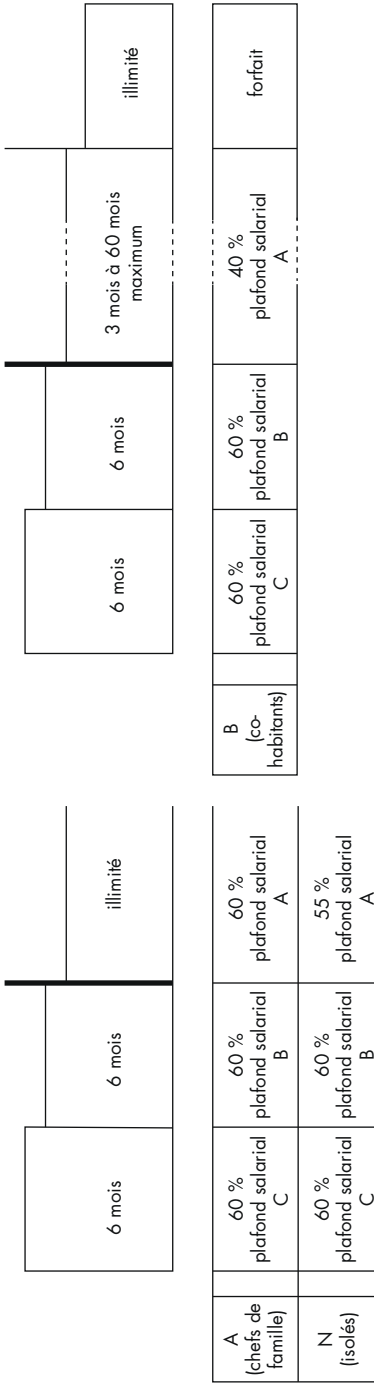 6 mois
6 mois
illimité
A
(chefs de
famille)
60 %
plafond salarial
C
60 %
plafond salarial
B
60 %
plafond salarial
A
N
(isolés)
60 %
plafond salarial
C
60 %
plafond salarial
B
55 %
plafond salarial
A
6 mois
6 mois
3 mois à 60 mois
maximum
illimité
B
(co-
habitants)
60 %
plafond salarial
C
60 %
plafond salarial
B
40 %
plafond salarial
A
forfait